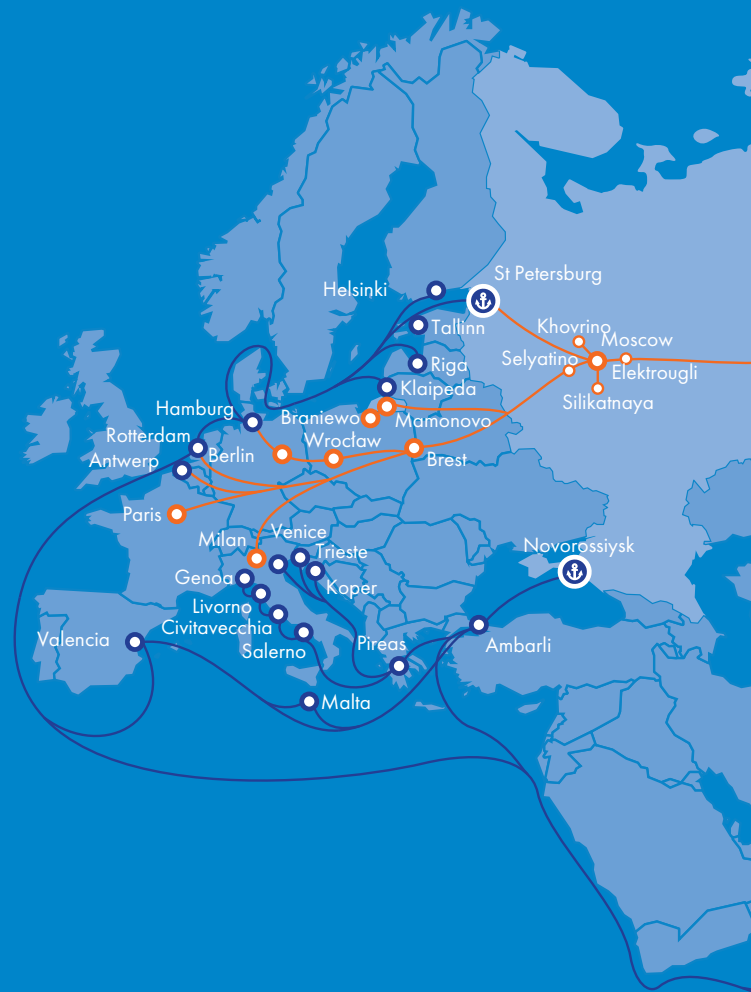 St Petersburg
Helsinki
Tallinn
Khovrino
Moscow
Selyatino
Elektrougli
Riga
Klaipeda
Silikatnaya
Hamburg
Braniewo
Mamonovo
Rotterdam
Wrocław
Berlin
Antwerp
Brest
Paris
Venice
Milan
Trieste
Novorossiysk
Genoa
Koper
Livorno
Civitavecchia
Valencia
Salerno
Pireas
Ambarli
Malta